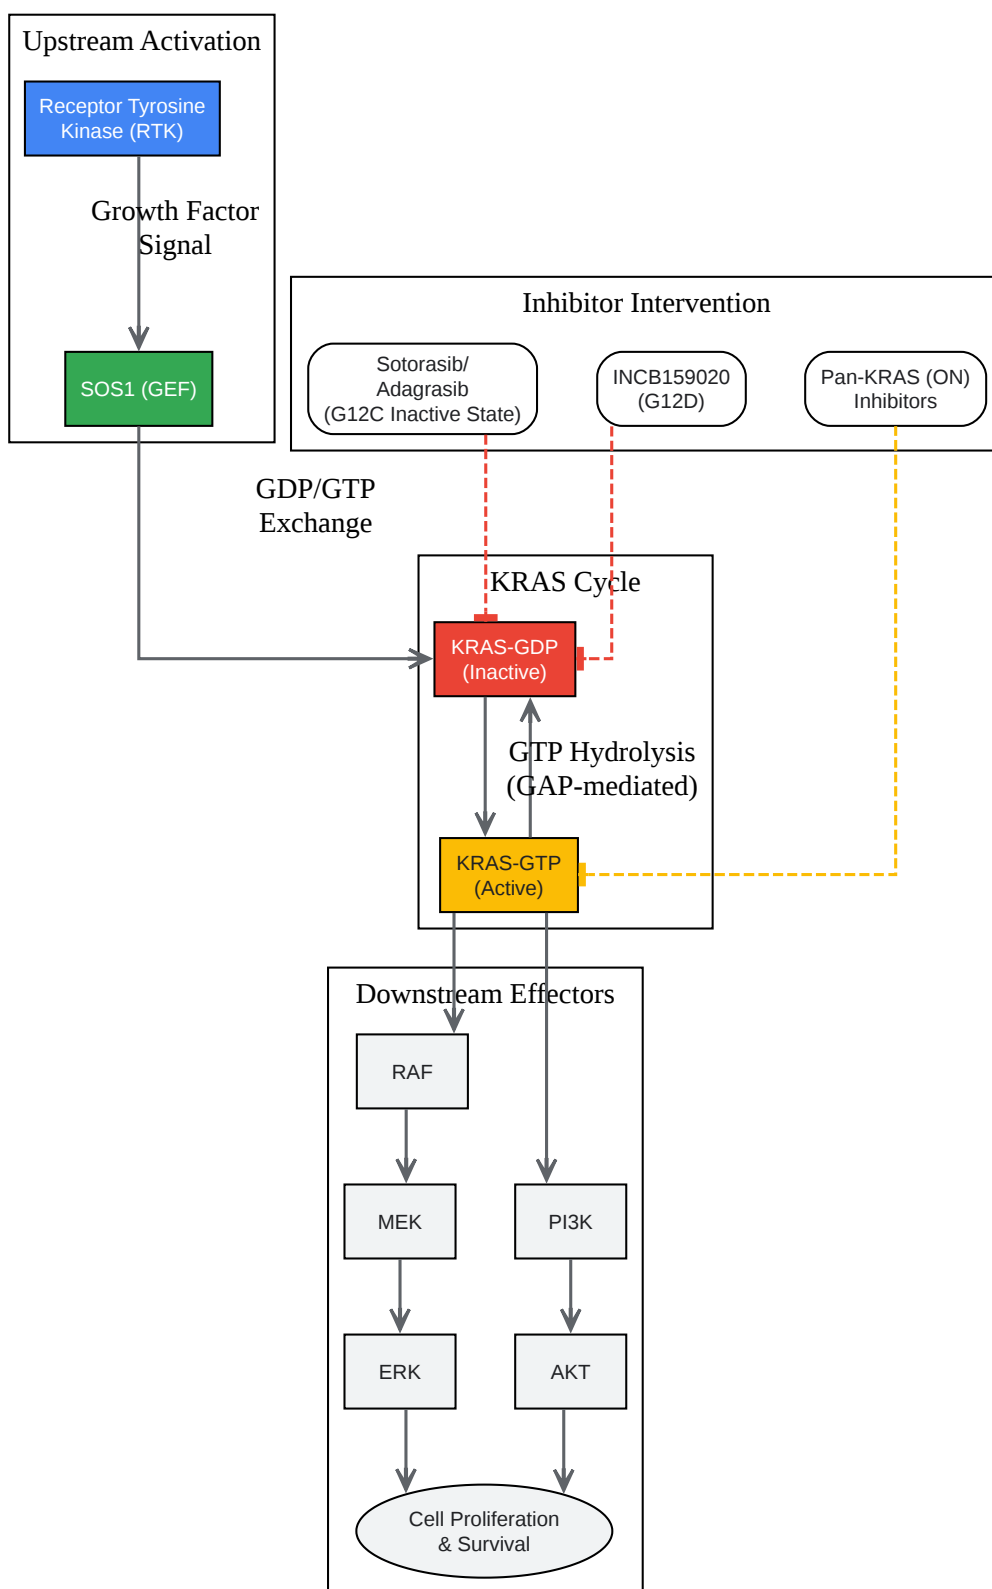 Upstream Activation
Receptor Tyrosine
Kinase (RTK)
Growth Factor
Signal
SOS1 (GEF)
Inhibitor Intervention
Sotorasib/
Adagrasib
(G12C Inactive State)
INCB159020
(G12D)
Pan-KRAS (ON)
Inhibitors
GDP/GTP
Exchange
KRAS Cycle
KRAS-GDP
(Inactive)
GTP Hydrolysis
(GAP-mediated)
KRAS-GTP
(Active)
Downstream Effectors
RAF
MEK
PI3K
ERK
AKT
Cell Proliferation
& Survival